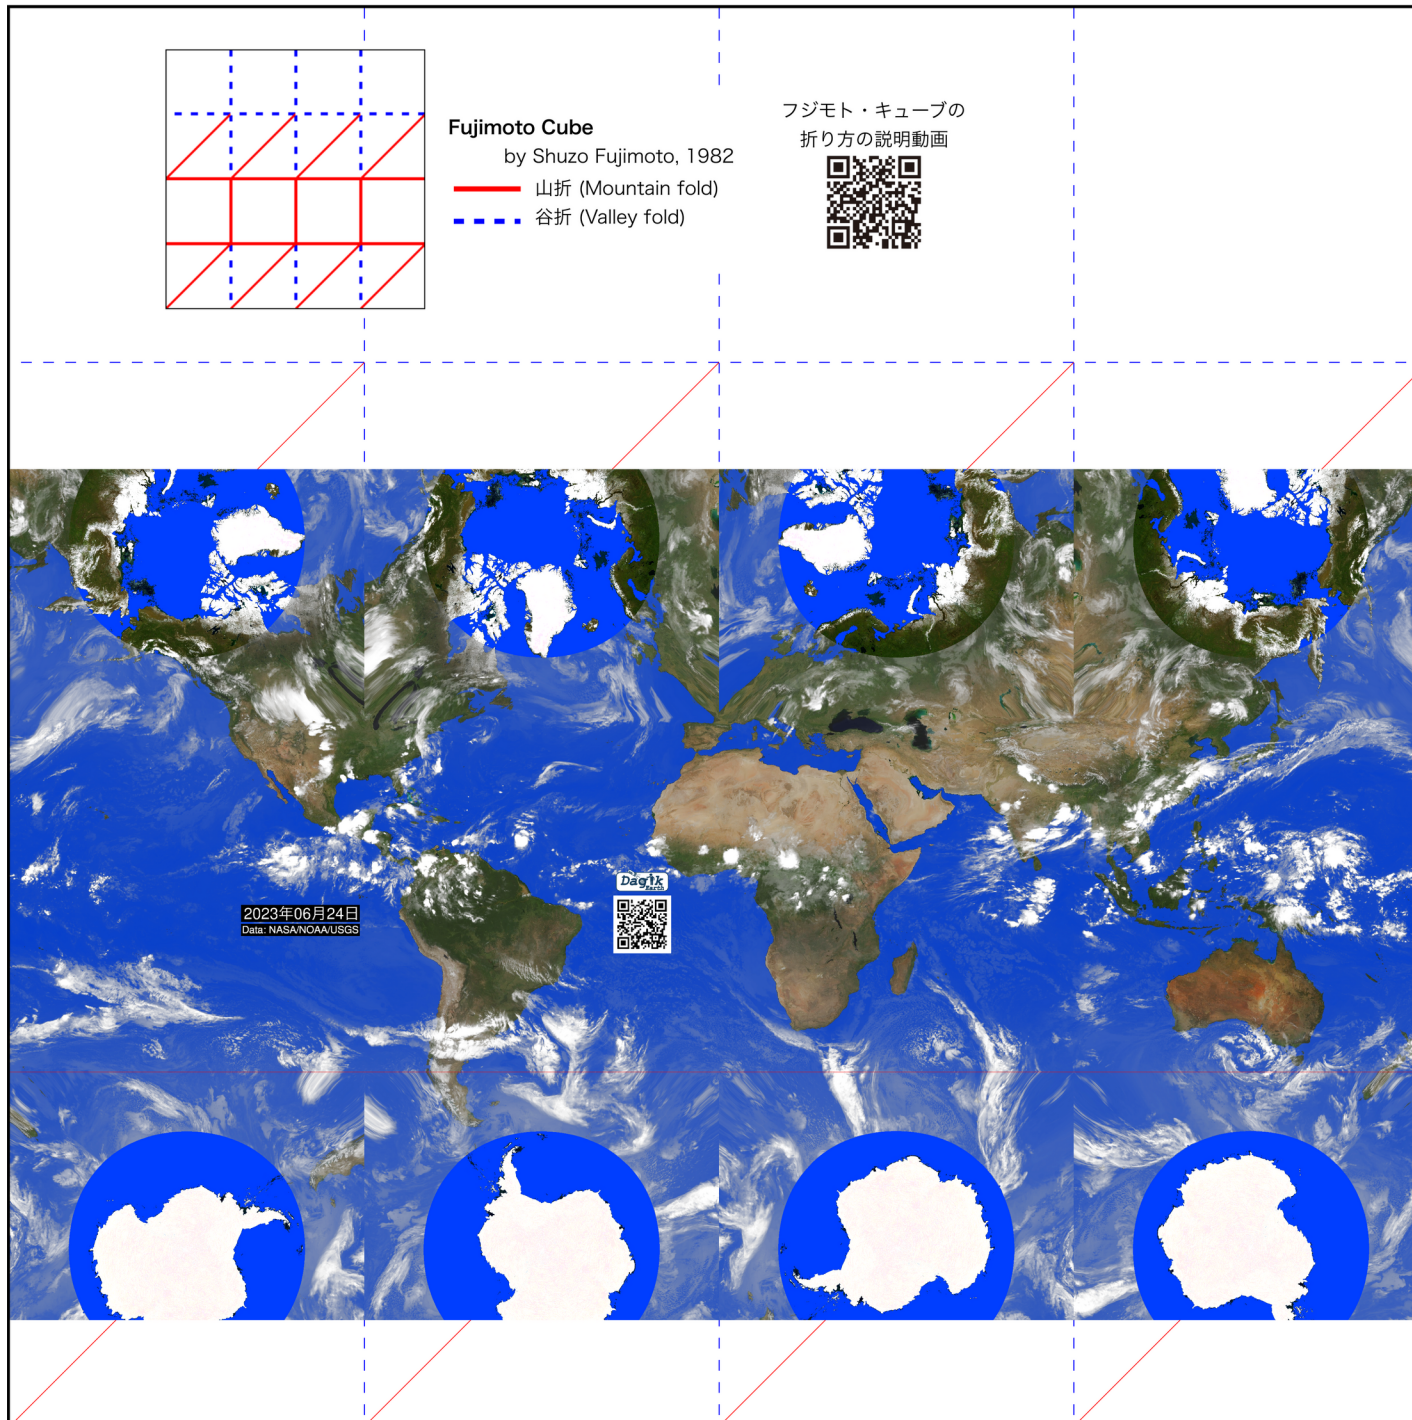 Fujimoto Cube
by Shuzo Fujimoto, 1982
山折 (Mountain fold)
谷折 (Valley fold)
フジモト・キューブの
折り方の説明動画
Dagik
Earth
2023年06月24日
Data: NASA/NOAA/USGS